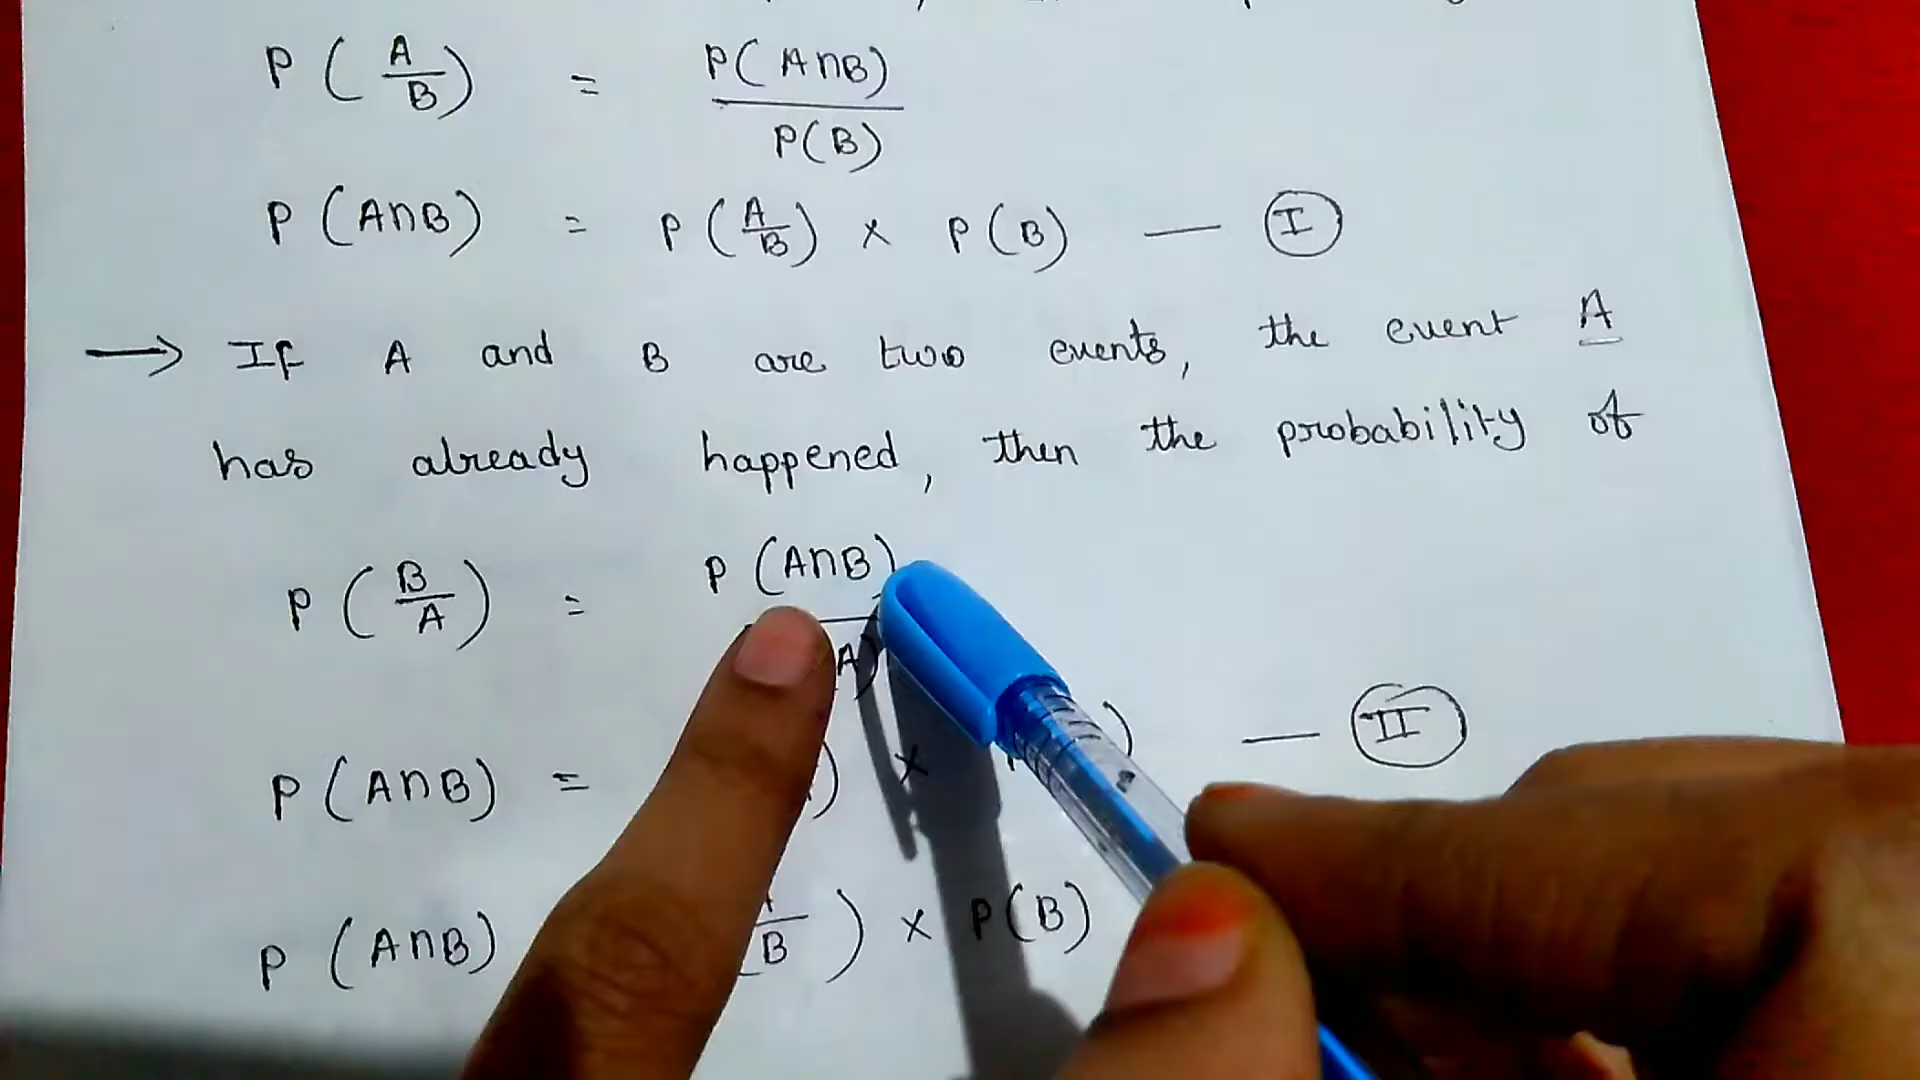 P(A/B) = P(A∩B)/P(B)
P(A∩B) = P(A/B) × P(B) — I
→ If A and B are two events, the event A
has already happened, then the probability of
P(B/A) = P(A∩B)/ A)
P(A∩B) = ) × ) — II
P(A∩B) B) × P(B)